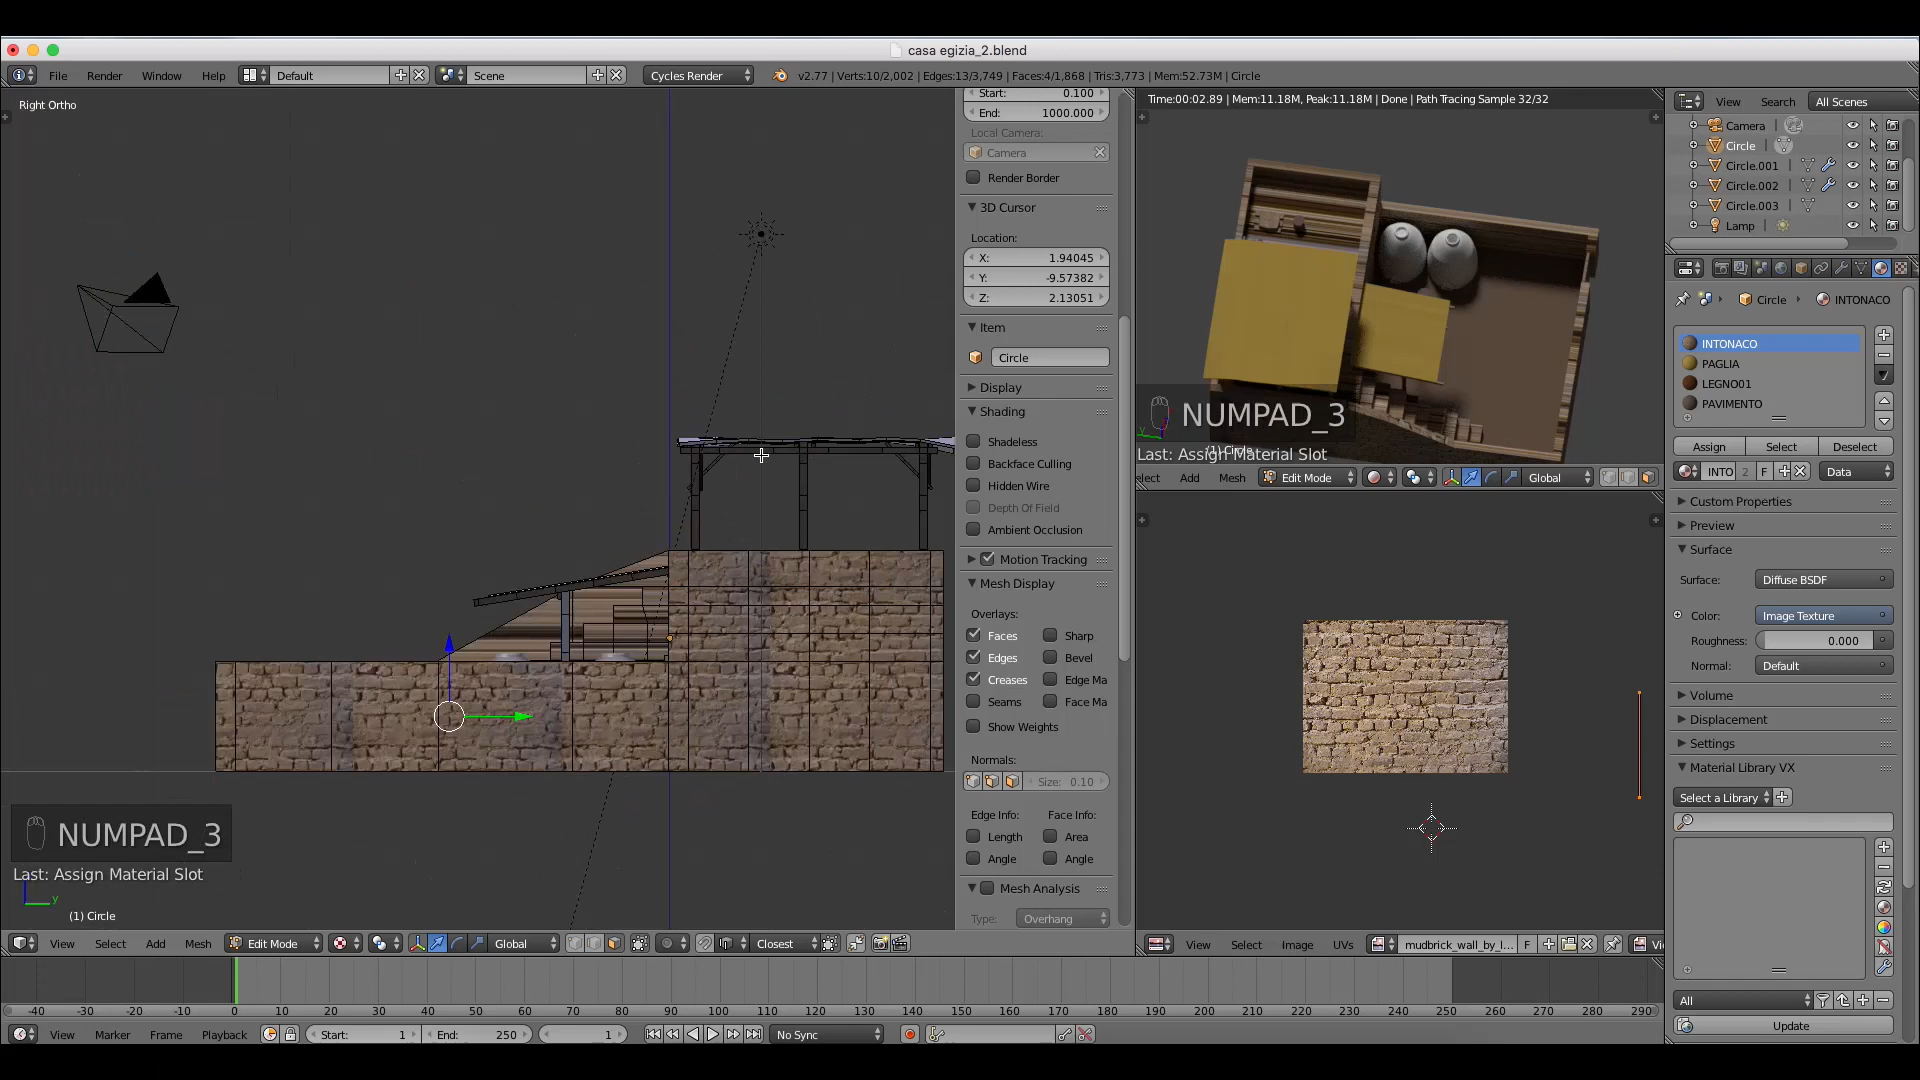 casa egizia_2.blend
File Render Window Help Default Scene Cycles Render v2.77 | Verts:10/2,002 | Edges:13/3,749 | Faces:4/1,868 | Tris:3,773 | Mem:52.73M | Circle
Right Ortho
Start: 0.100
End: 1000.000
Local Camera:
Camera
Render Border
3D Cursor
Location:
X: 1.94045
Y: -9.57382
Z: 2.13051
Item
Circle
Display
Shading
Shadeless
Backface Culling
Hidden Wire
Depth Of Field
Ambient Occlusion
Motion Tracking
Mesh Display
Overlays:
Faces Sharp
Edges Bevel
Creases Edge Ma
Seams Face Ma
Show Weights
Normals:
Size: 0.10
Edge Info: Face Info:
Length Area
Angle Angle
Mesh Analysis
Type: Overhang
NUMPAD_3
Last: Assign Material Slot
y
(1) Circle
View Select Add Mesh Edit Mode Global Closest
Time:00:02.89 | Mem:11.18M, Peak:11.18M | Done | Path Tracing Sample 32/32
NUMPAD_3
(1) Circle
Last: Assign Material Slot
elect Add Mesh Edit Mode Global
View Select Image UVs mudbrick_wall_by_l... F Vi
View Search All Scenes
Camera
Circle
Circle.001
Circle.002
Circle.003
Lamp
Circle INTONACO
INTONACO
PAGLIA
LEGNO01
PAVIMENTO
Assign Select Deselect
INTO 2 F Data
Custom Properties
Preview
Surface
Surface: Diffuse BSDF
Color: Image Texture
Roughness: 0.000
Normal: Default
Volume
Displacement
Settings
Material Library VX
Select a Library
All
Update
-40 -30 -20 -10 0 10 20 30 40 50 60 70 80 90 100 110 120 130 140 150 160 170 180 190 200 210 220 230 240 250 260 270 280 290
View Marker Frame Playback Start: 1 End: 250 1 No Sync